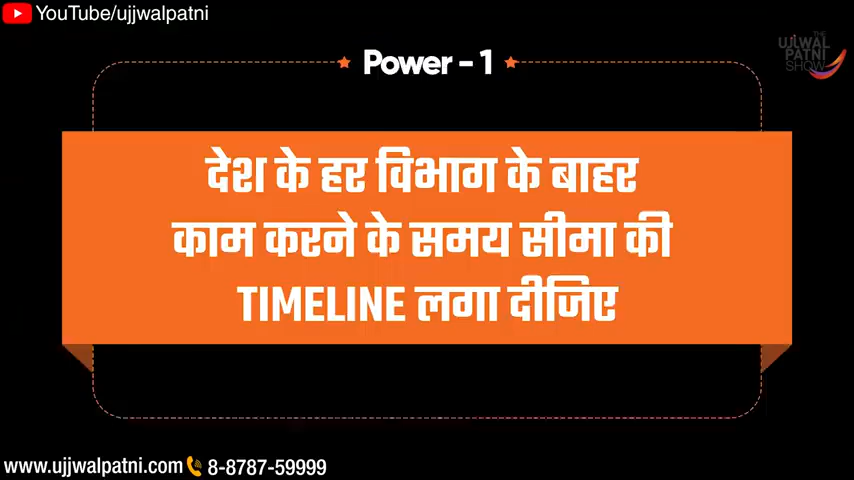 YouTube/ujjwalpatni
THE
UJJWAL
PATNI
SHOW
Power - 1
देश के हर विभाग के बाहर
काम करने के समय सीमा की
TIMELINE लगा दीजिए
www.ujjwalpatni.com 8-8787-59999